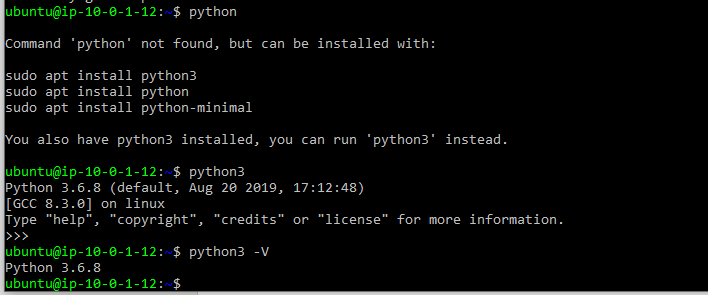 ubuntu@ip-10-0-1-12:~$ python
Command 'python' not found, but can be installed with:
sudo apt install python3
sudo apt install python
sudo apt install python-minimal
You also have python3 installed, you can run 'python3' instead.
ubuntu@ip-10-0-1-12:~$ python3
Python 3.6.8 (default, Aug 20 2019, 17:12:48)
[GCC 8.3.0] on linux
Type "help", "copyright", "credits" or "license" for more information.
>>>
ubuntu@ip-10-0-1-12:~$ python3 -V
Python 3.6.8
ubuntu@ip-10-0-1-12:~$